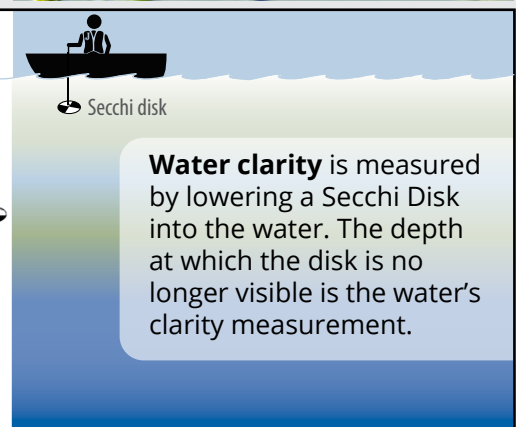 Secchi disk
Water clarity is measured
by lowering a Secchi Disk
into the water. The depth
at which the disk is no
longer visible is the water's
clarity measurement.